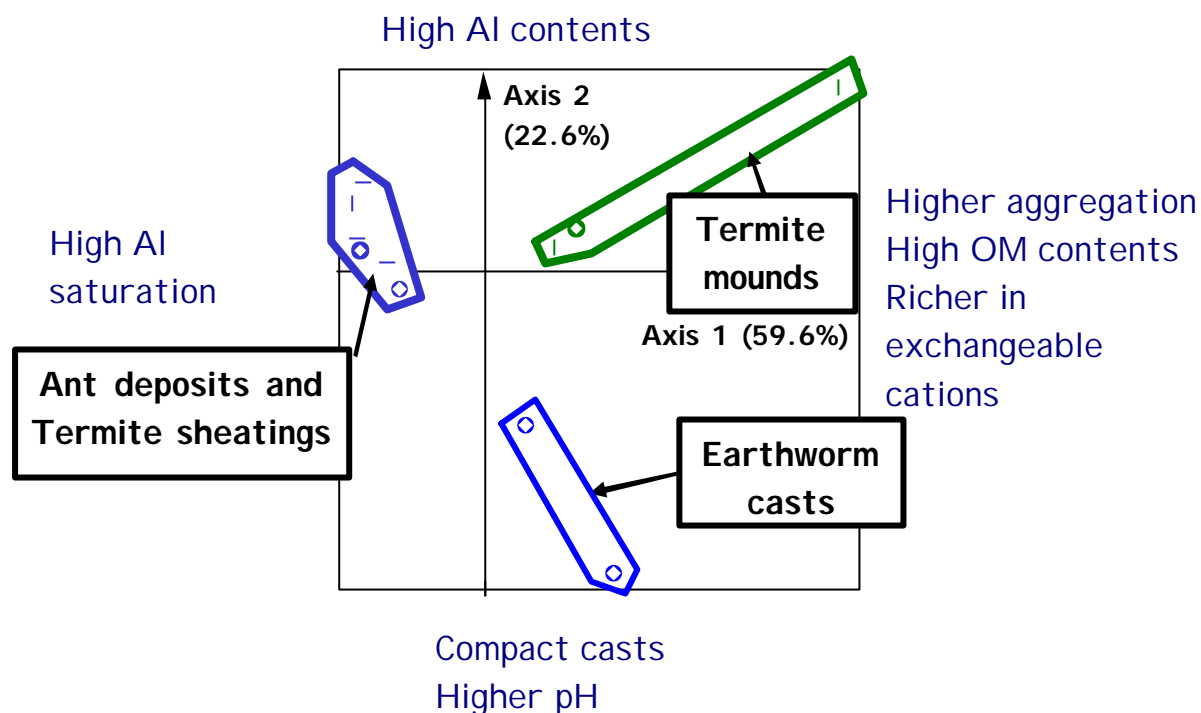 High Al contents
Axis 2
(22.6%)
High Al
saturation
Termite
mounds
Higher aggregation
High OM contents
Richer in
exchangeable
cations
Axis 1 (59.6%)
Ant deposits and
Termite sheatings
Earthworm
casts
Compact casts
Higher pH